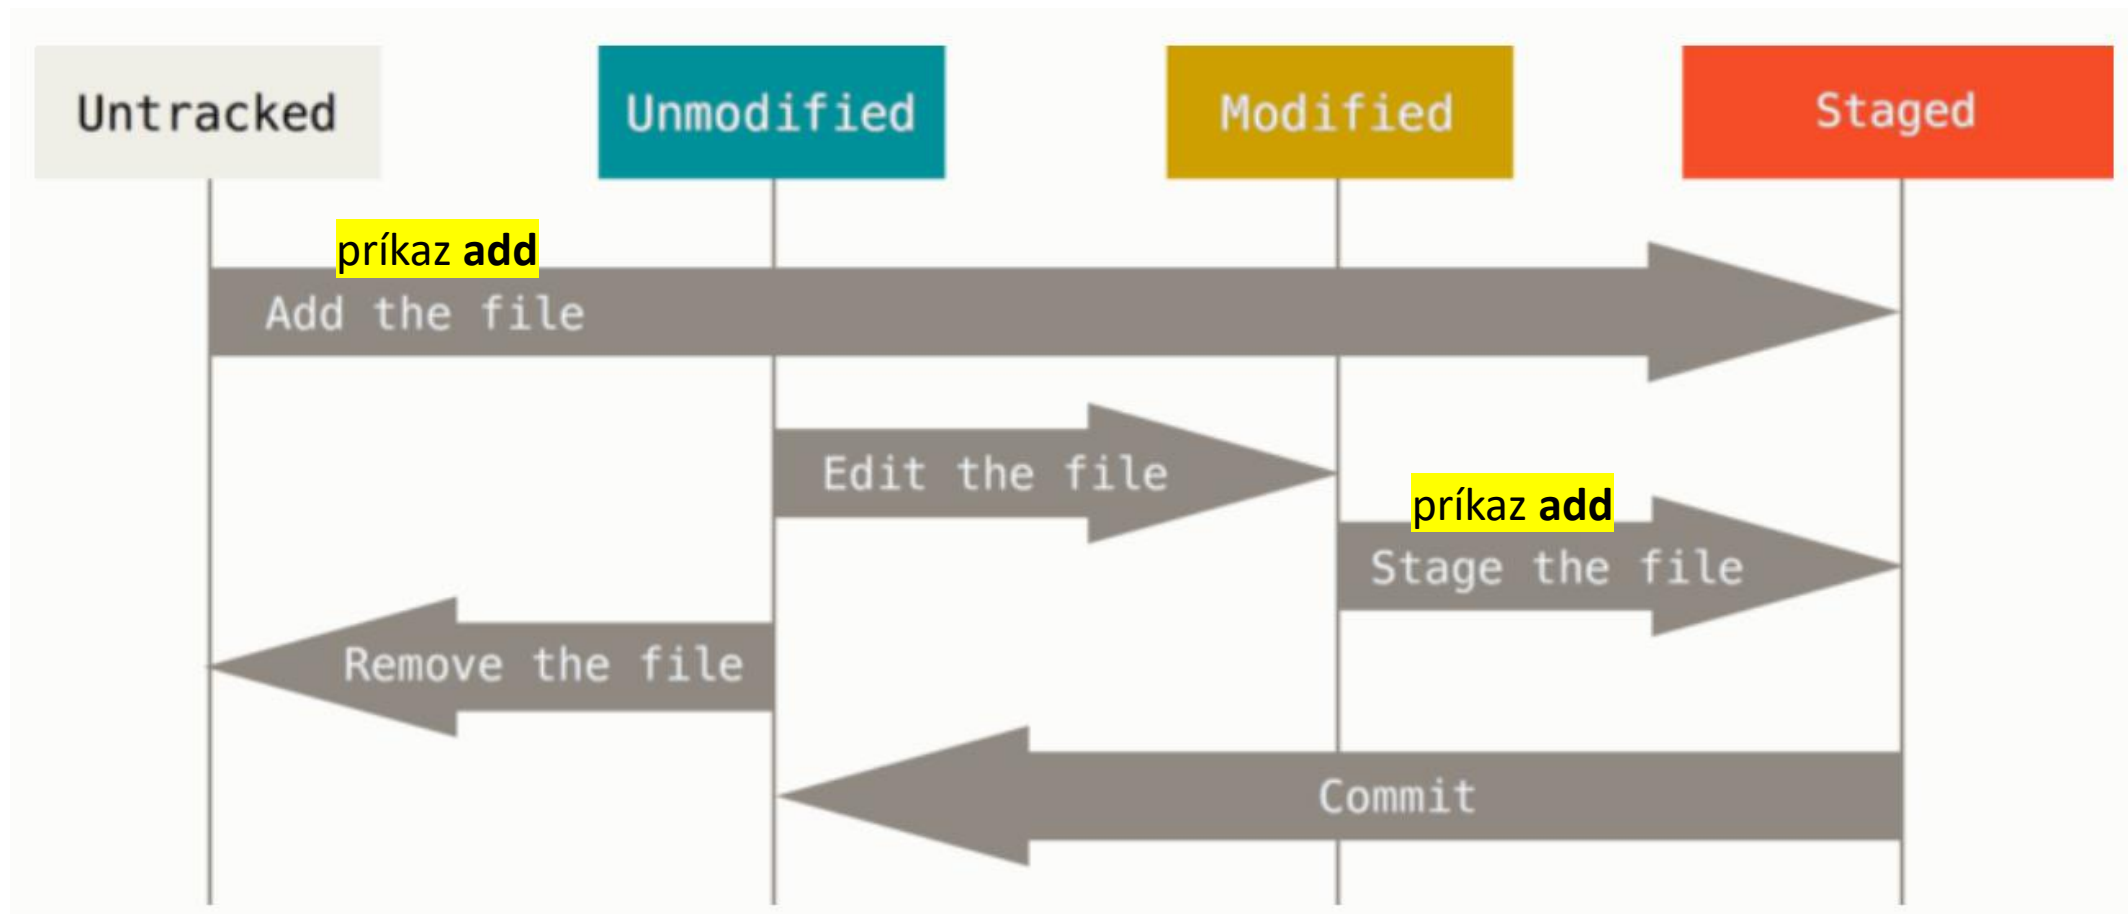 Untracked
Unmodified
Modified
Staged
príkaz add
Add the file
Edit the file
príkaz add
Stage the file
Remove the file
Commit